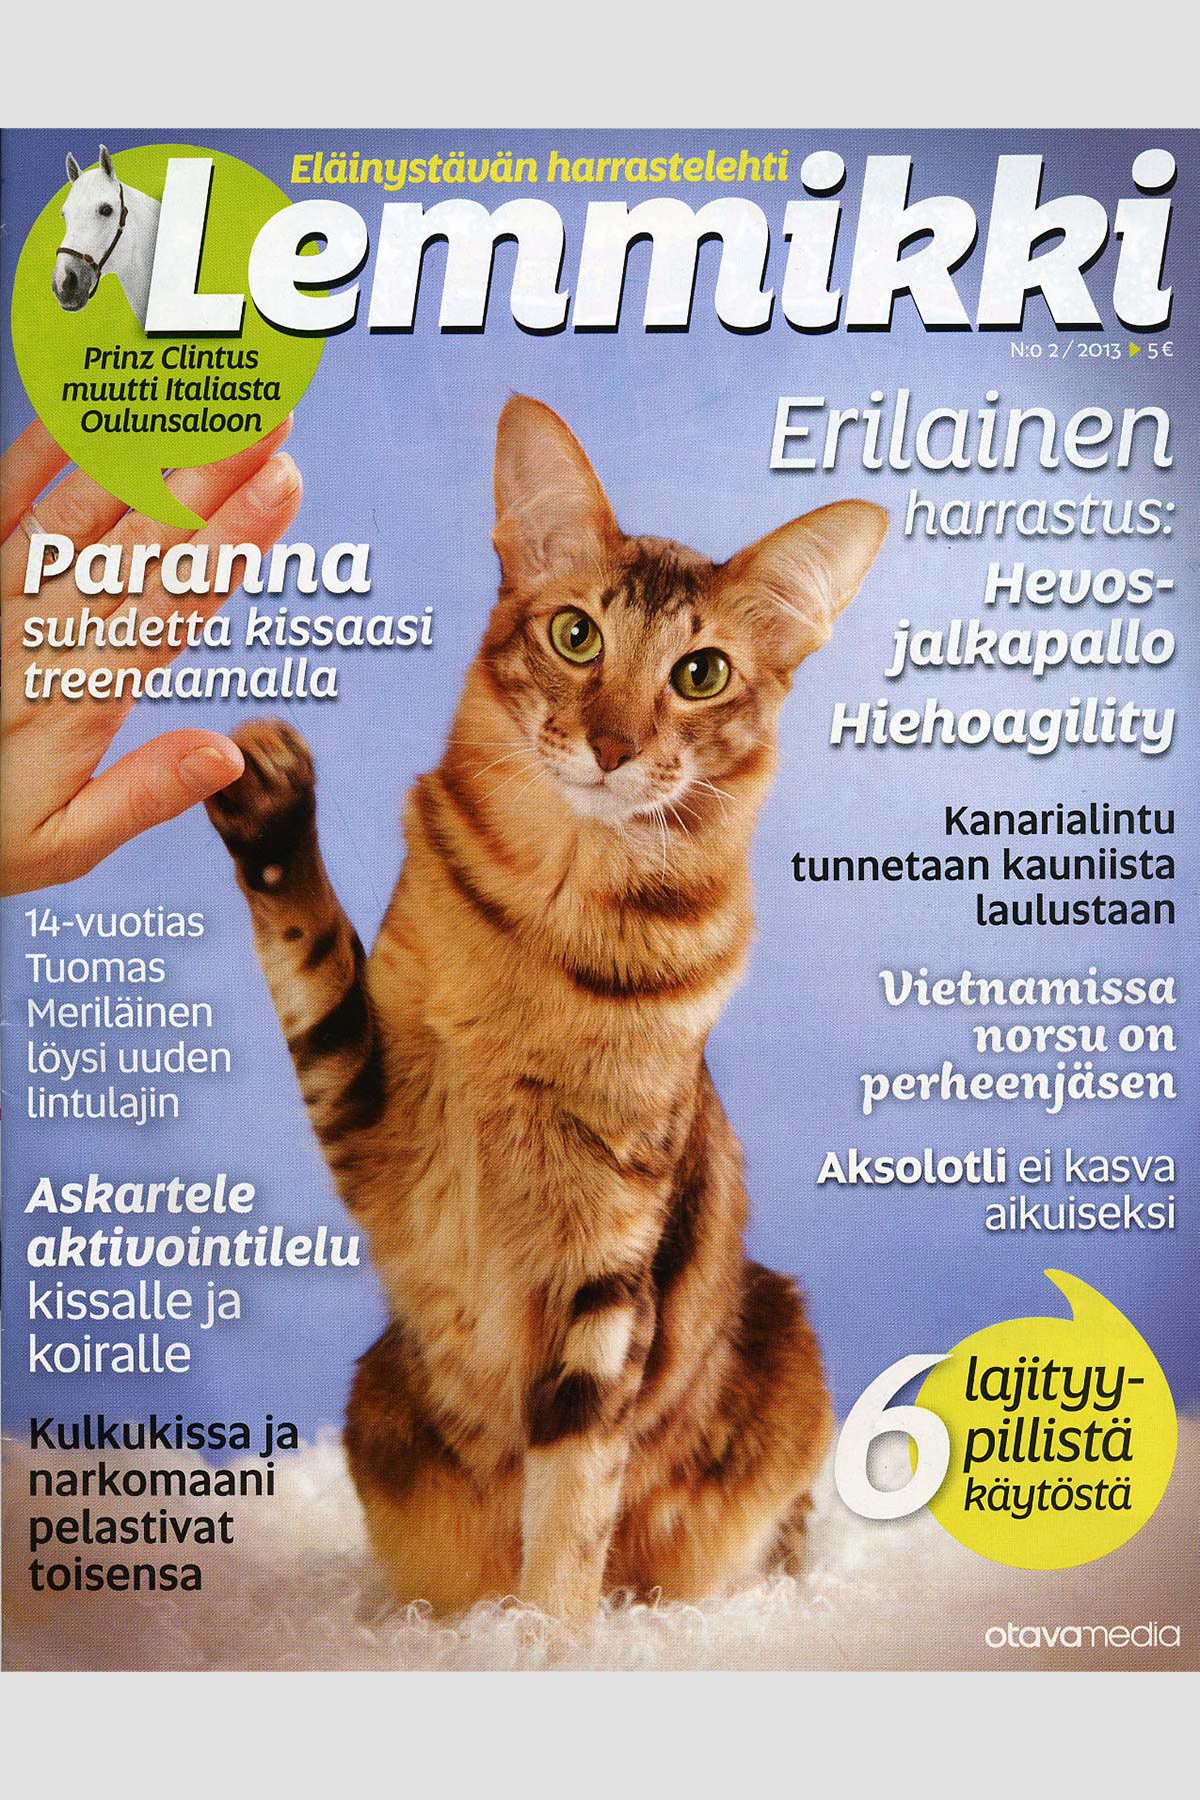 Eläinystävän harrastelehti
Lemmikki
N:o 2 / 2013 ▶ 5 €
Prinz Clintus
muutti Italiasta
Oulunsaloon
Paranna
suhdetta kissaasi
treenaamalla
14-vuotias
Tuomas
Meriläinen
löysi uuden
lintulajin
Askartele
aktivointilelu
kissalle ja
koiralle
Kulkukissa ja
narkomaani
pelastivat
toisensa
Erilainen
harrastus:
Hevos-
jalkapallo
Hiehoagility
Kanarialintu
tunnetaan kauniista
laulustaan
Vietnamissa
norsu on
perheenjäsen
Aksolotli ei kasva
aikuiseksi
6 lajityy-
pillistä
käytöstä
otavamedia